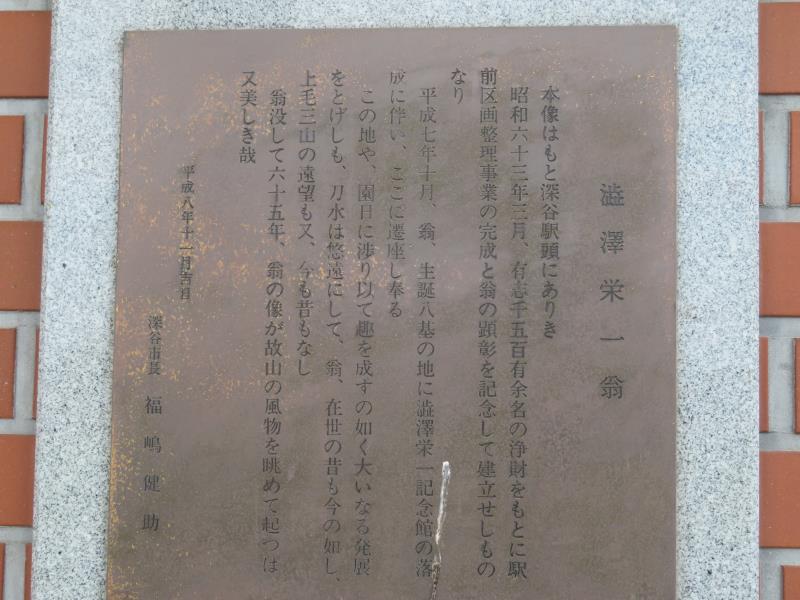 澁澤栄一翁
本像はもと深谷駅頭にありき
昭和六十三年三月、有志千五百有余名の浄財をもとに駅
前区画整理事業の完成と翁の顕彰を記念して建立せしもの
なり
平成七年十月、翁、生誕八基の地に澁澤栄一記念館の落
成に伴い、ここに遷座し奉る
この地や、園日に渉り以て趣を成すの如く大いなる発展
をとげしも、刀水は悠遠にして、翁、在世の昔も今の如し、
上毛三山の遠望も又、今も昔もなし
翁没して六十五年、翁の像が故山の風物を眺めて起つは
又美しき哉
平成八年十一月吉日
深谷市長 福嶋健助